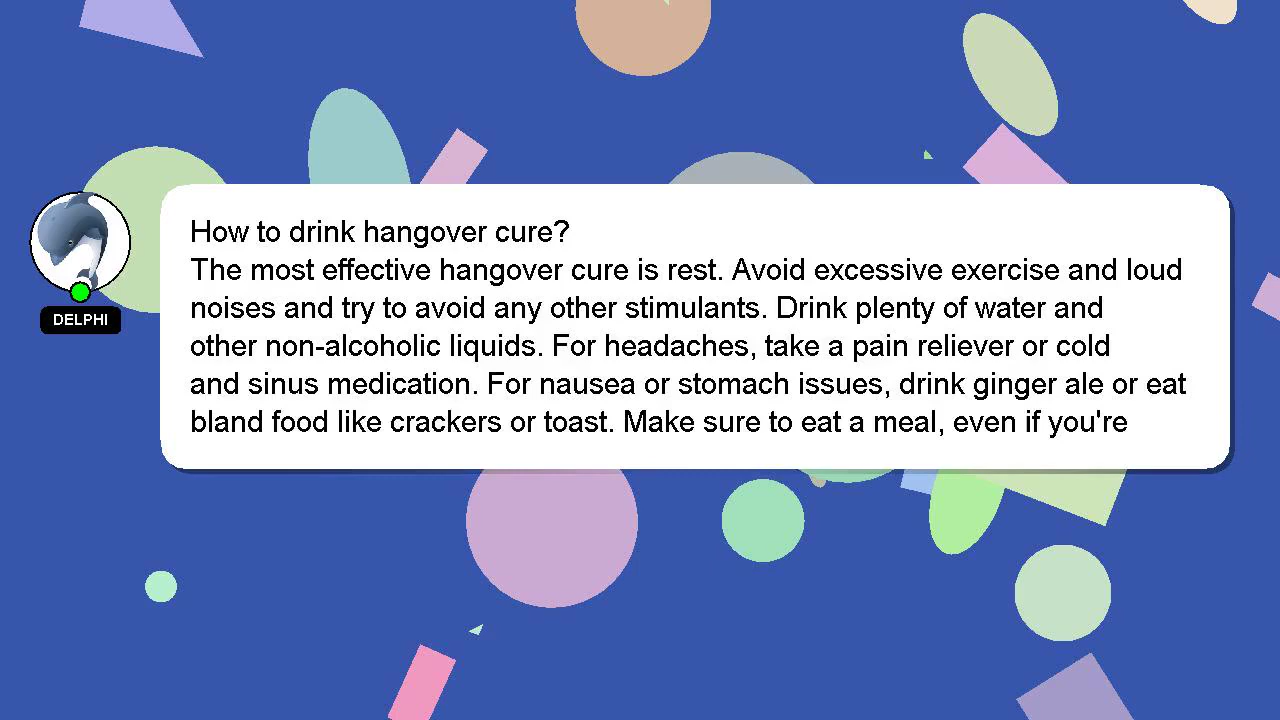 How to drink hangover cure?
The most effective hangover cure is rest. Avoid excessive exercise and loud
noises and try to avoid any other stimulants. Drink plenty of water and
other non-alcoholic liquids. For headaches, take a pain reliever or cold
and sinus medication. For nausea or stomach issues, drink ginger ale or eat
bland food like crackers or toast. Make sure to eat a meal, even if you're
DELPHI